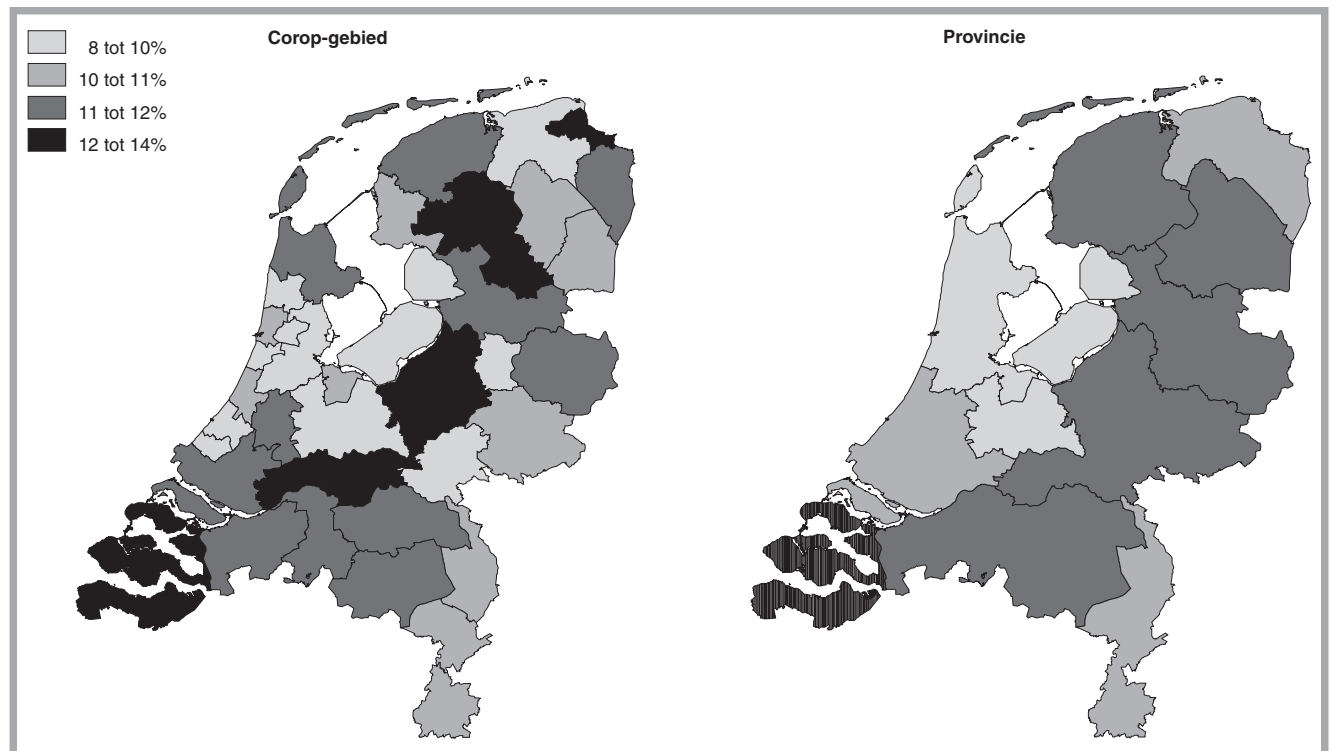 Corop-gebied
Provincie
8 tot 10%
10 tot 11%
11 tot 12%
12 tot 14%